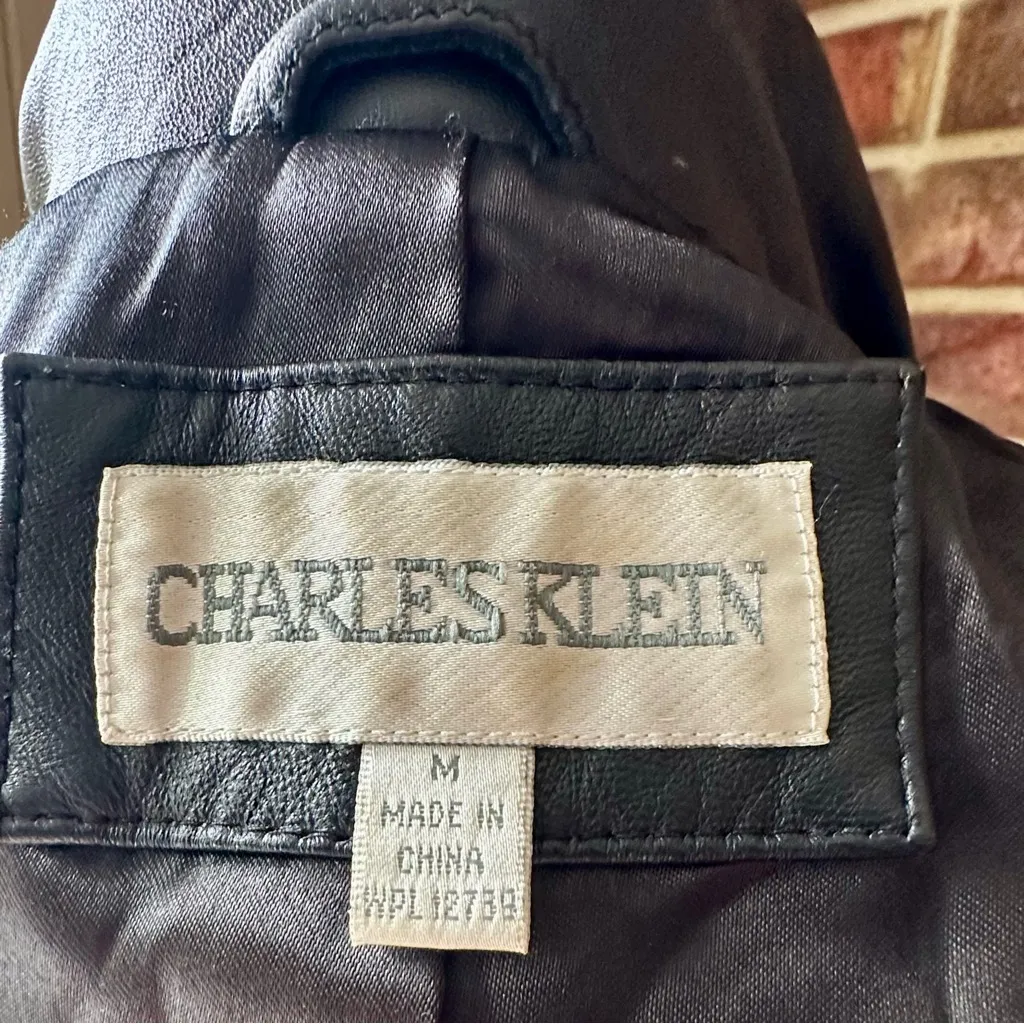 CHARLES KLEIN
M
MADE IN
CHINA
WPL 12738